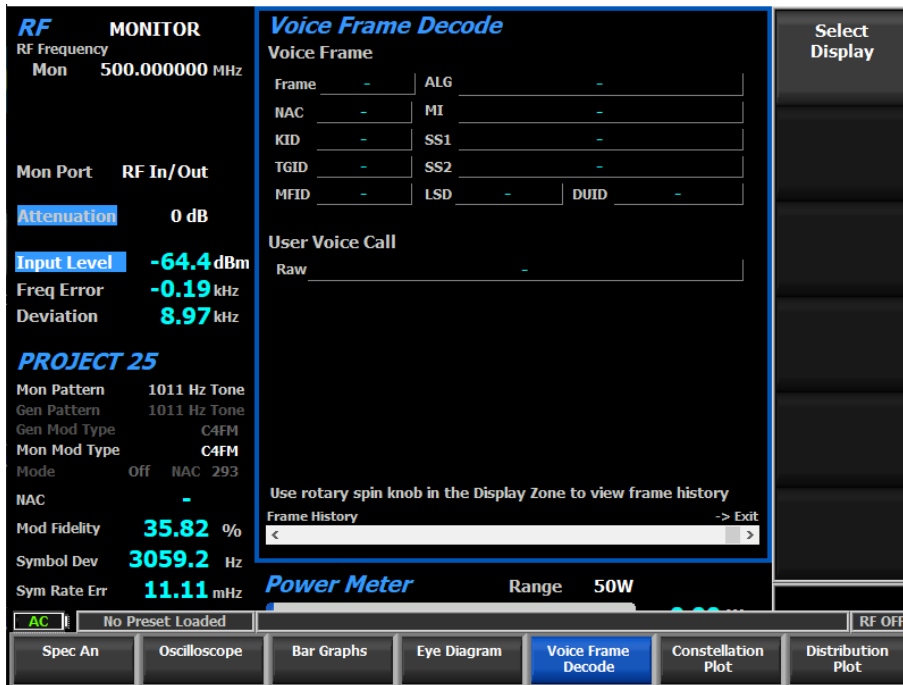 RF MONITOR
RF Frequency
Mon 500.000000 MHz
Mon Port RF In/Out
Attenuation 0 dB
Input Level -64.4 dBm
Freq Error -0.19 kHz
Deviation 8.97 kHz
PROJECT 25
Mon Pattern 1011 Hz Tone
Gen Pattern 1011 Hz Tone
Gen Mod Type C4FM
Mon Mod Type C4FM
Mode Off NAC 293
NAC -
Mod Fidelity 35.82 %
Symbol Dev 3059.2 Hz
Sym Rate Err 11.11 mHz
Voice Frame Decode
Voice Frame
Frame - ALG -
NAC - MI -
KID - SS1 -
TGID - SS2 -
MFID - LSD - DUID -
User Voice Call
Raw -
Use rotary spin knob in the Display Zone to view frame history
Frame History -> Exit
< >
Power Meter Range 50W
Select
Display
AC No Preset Loaded RF OFF
Spec An Oscilloscope Bar Graphs Eye Diagram Voice Frame Decode Constellation Plot Distribution Plot